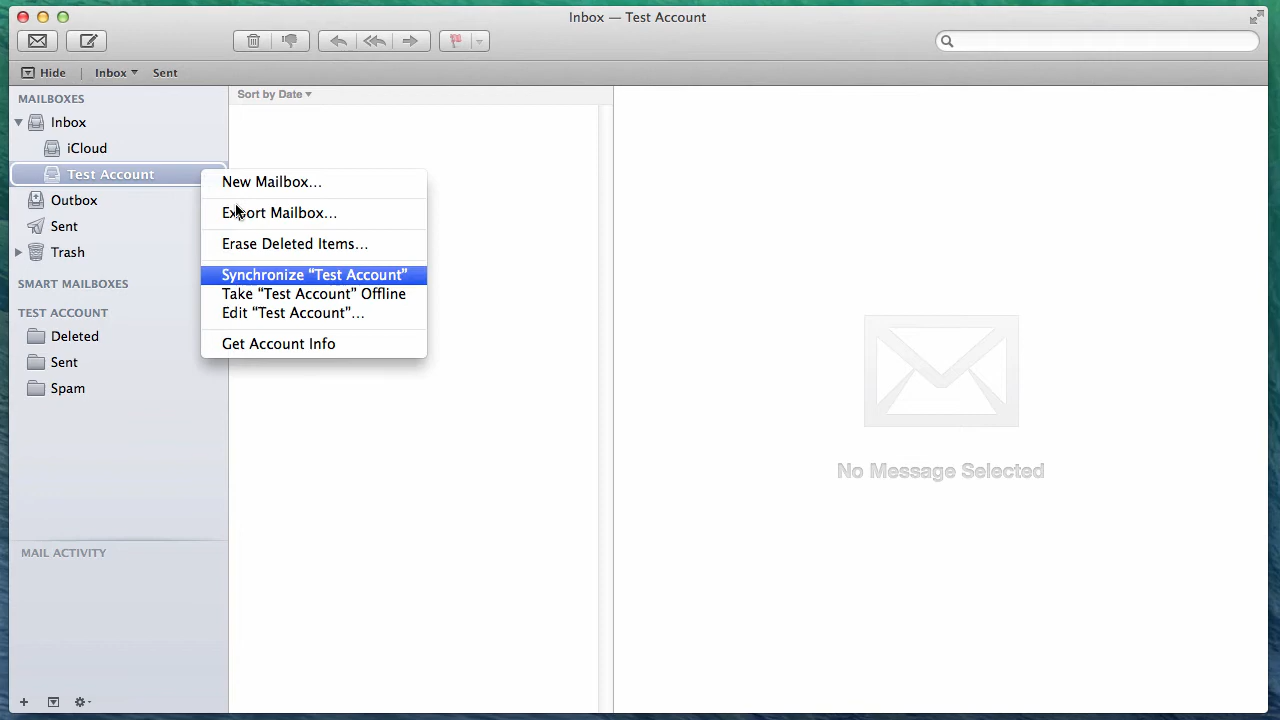 Inbox — Test Account
Hide Inbox Sent
MAILBOXES
Inbox
iCloud
Test Account
Outbox
Sent
Trash
SMART MAILBOXES
TEST ACCOUNT
Deleted
Sent
Spam
MAIL ACTIVITY
Sort by Date
New Mailbox...
Export Mailbox...
Erase Deleted Items...
Synchronize “Test Account”
Take “Test Account” Offline
Edit “Test Account”...
Get Account Info
No Message Selected